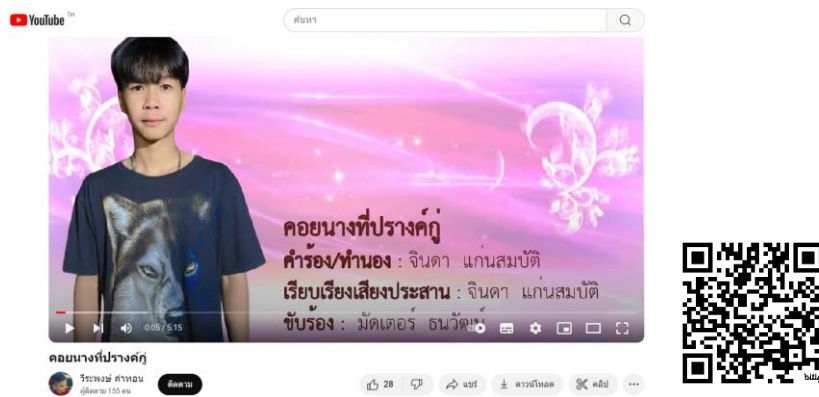 YouTube TH
ค้นหา
คอยนางที่ปรางค์กู่
คำร้อง/ทำนอง : จินดา แก่นสมบัติ
เรียบเรียงเสียงประสาน : จินดา แก่นสมบัติ
ขับร้อง : มัดเตอร์ ธนวัฒน์
0:05 / 5:15
คอยนางที่ปรางค์กู่
วีระพงษ์ คำทอน
ผู้ติดตาม 155 คน
ติดตาม
28
แชร์
ดาวน์โหลด
คลิป